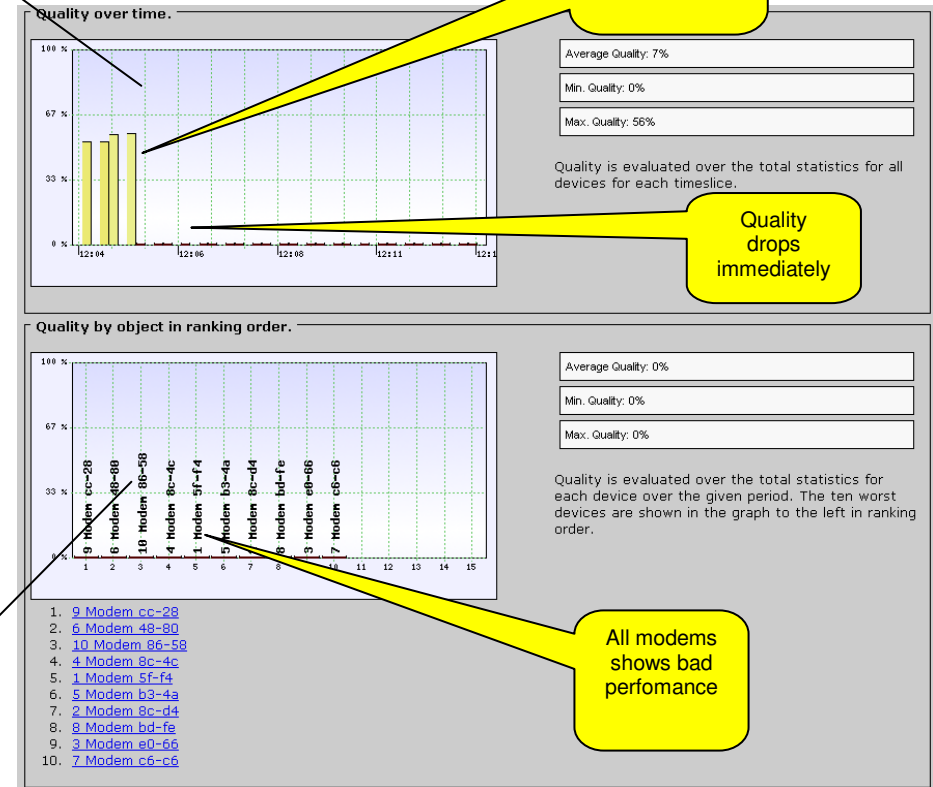 Quality over time.
100 %
67 %
33 %
0 %
12:04 12:06 12:08 12:11 12:1
Average Quality: 7%
Min. Quality: 0%
Max. Quality: 56%
Quality is evaluated over the total statistics for all
devices for each timeslice.
Quality
drops
immediately
Quality by object in ranking order.
100 %
67 %
33 %
0 %
9 Modem cc-28
6 Modem 48-80
10 Modem 86-58
4 Modem 8c-4c
1 Modem 5f-f4
5 Modem b3-4a
Modem 8c-d4
8 Modem bd-fe
3 Modem e0-66
7 Modem c6-c6
1 2 3 4 5 6 7 8 10 11 12 13 14 15
Average Quality: 0%
Min. Quality: 0%
Max. Quality: 0%
Quality is evaluated over the total statistics for
each device over the given period. The ten worst
devices are shown in the graph to the left in ranking
order.
All modems
shows bad
perfomance
1. 9 Modem cc-28
2. 6 Modem 48-80
3. 10 Modem 86-58
4. 4 Modem 8c-4c
5. 1 Modem 5f-f4
6. 5 Modem b3-4a
7. 2 Modem 8c-d4
8. 8 Modem bd-fe
9. 3 Modem e0-66
10. 7 Modem c6-c6